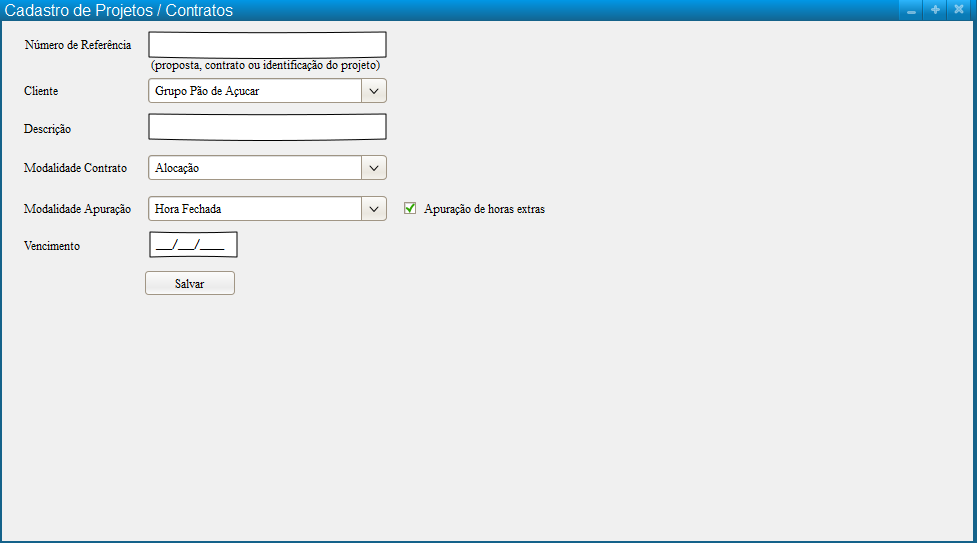 Cadastro de Projetos / Contratos
Número de Referência
(proposta, contrato ou identificação do projeto)
Cliente Grupo Pão de Açucar
Descrição
Modalidade Contrato Alocação
Modalidade Apuração Hora Fechada Apuração de horas extras
Vencimento __/__/___
Salvar